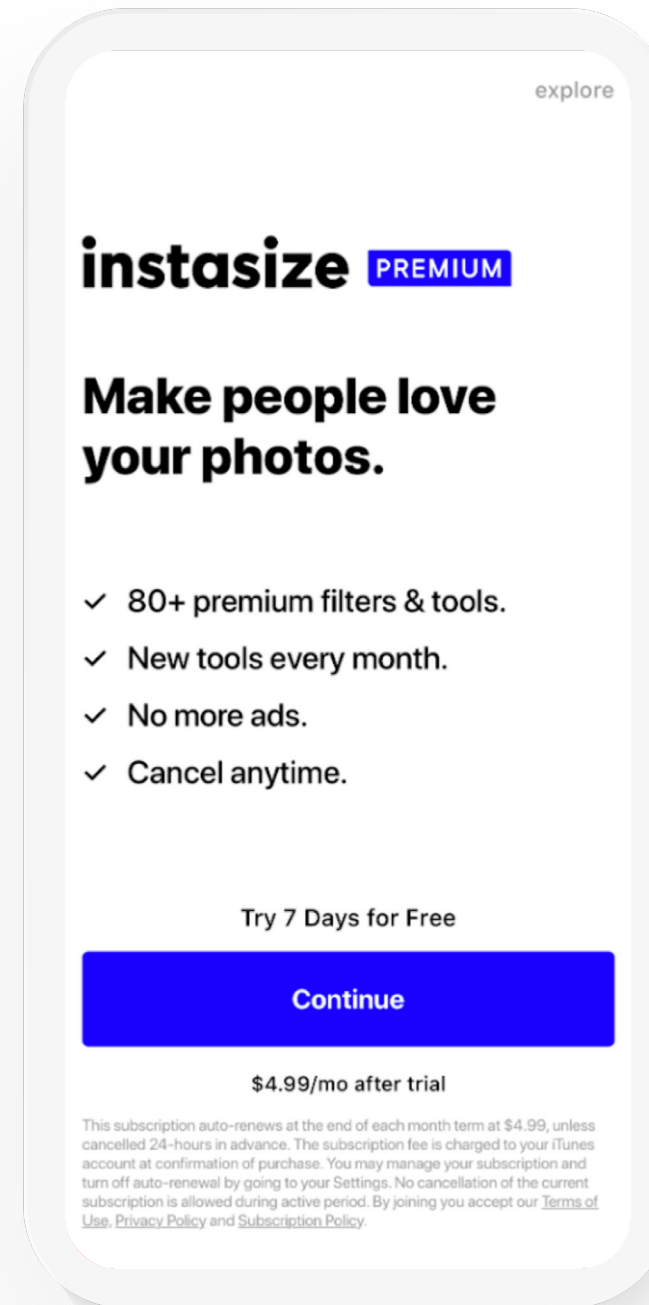 explore
instasize PREMIUM
Make people love
your photos.
✓ 80+ premium filters & tools.
✓ New tools every month.
✓ No more ads.
✓ Cancel anytime.
Try 7 Days for Free
Continue
$4.99/mo after trial
This subscription auto-renews at the end of each month term at $4.99, unless
cancelled 24-hours in advance. The subscription fee is charged to your iTunes
account at confirmation of purchase. You may manage your subscription and
turn off auto-renewal by going to your Settings. No cancellation of the current
subscription is allowed during active period. By joining you accept our Terms of
Use, Privacy Policy and Subscription Policy.